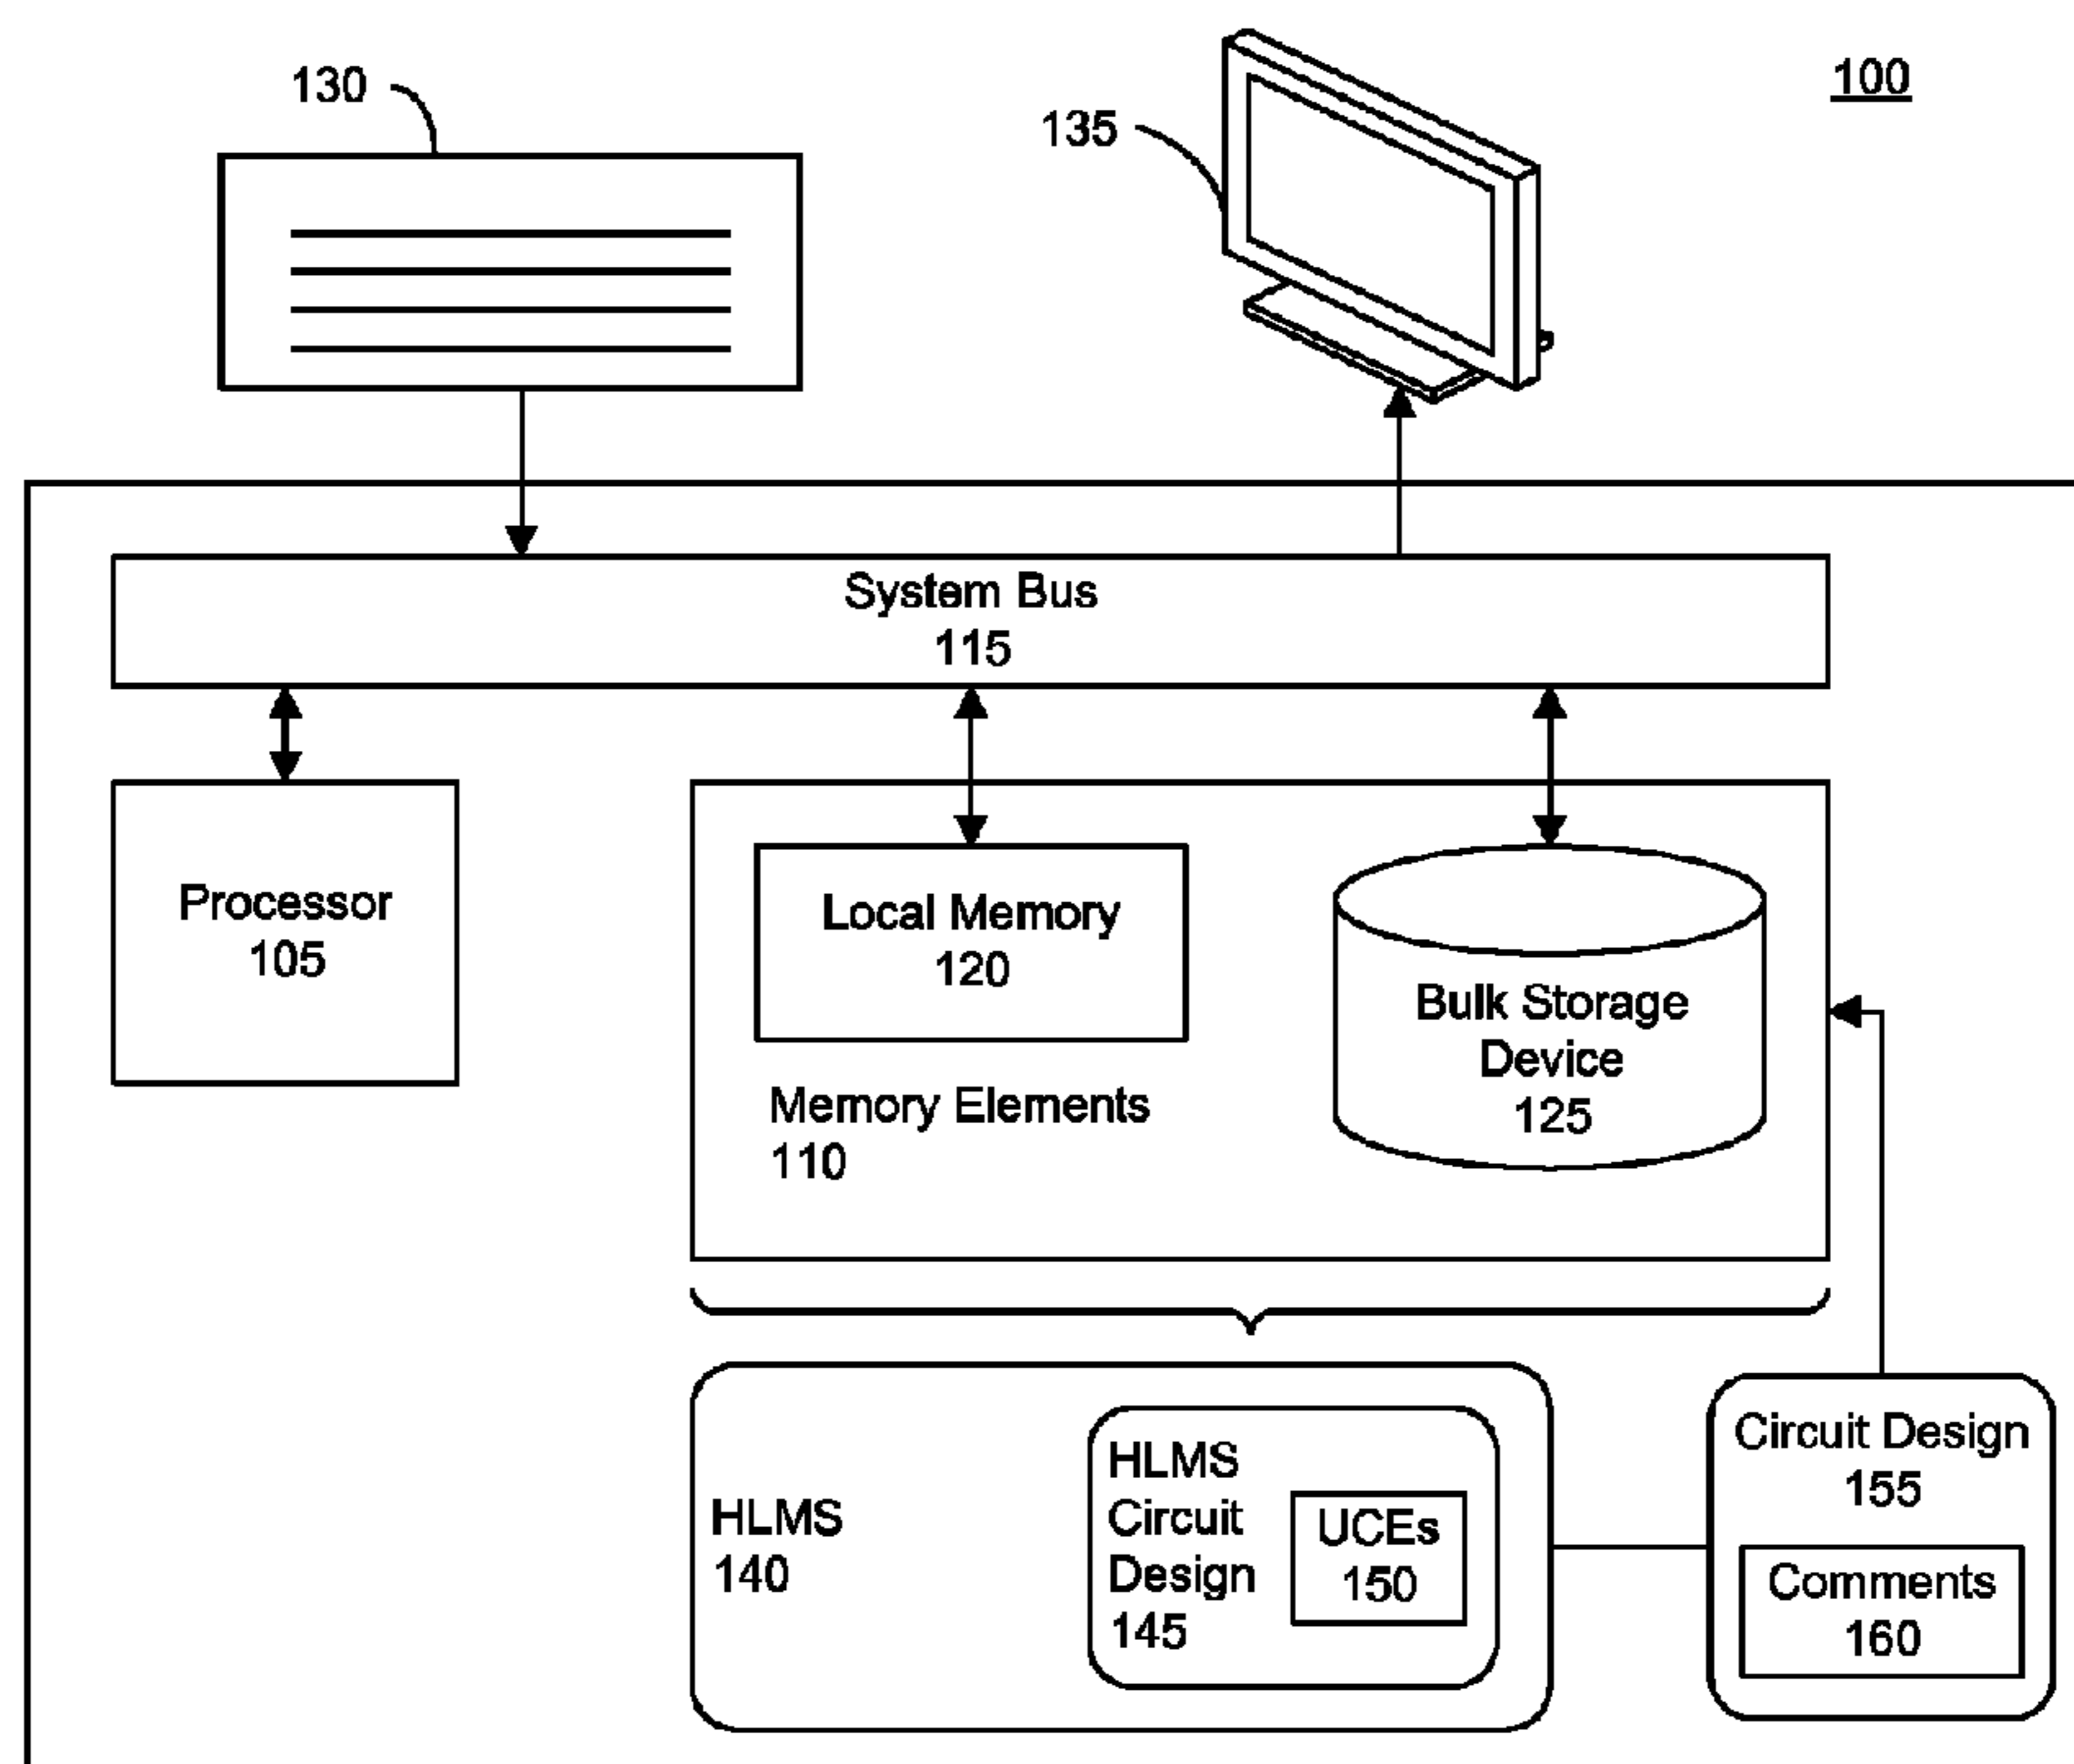 130
135
100
System Bus
115
Processor
105
Local Memory
120
Bulk Storage
Device
125
Memory Elements
110
HLMS
140
HLMS
Circuit
Design
145
UCEs
150
Circuit Design
155
Comments
160